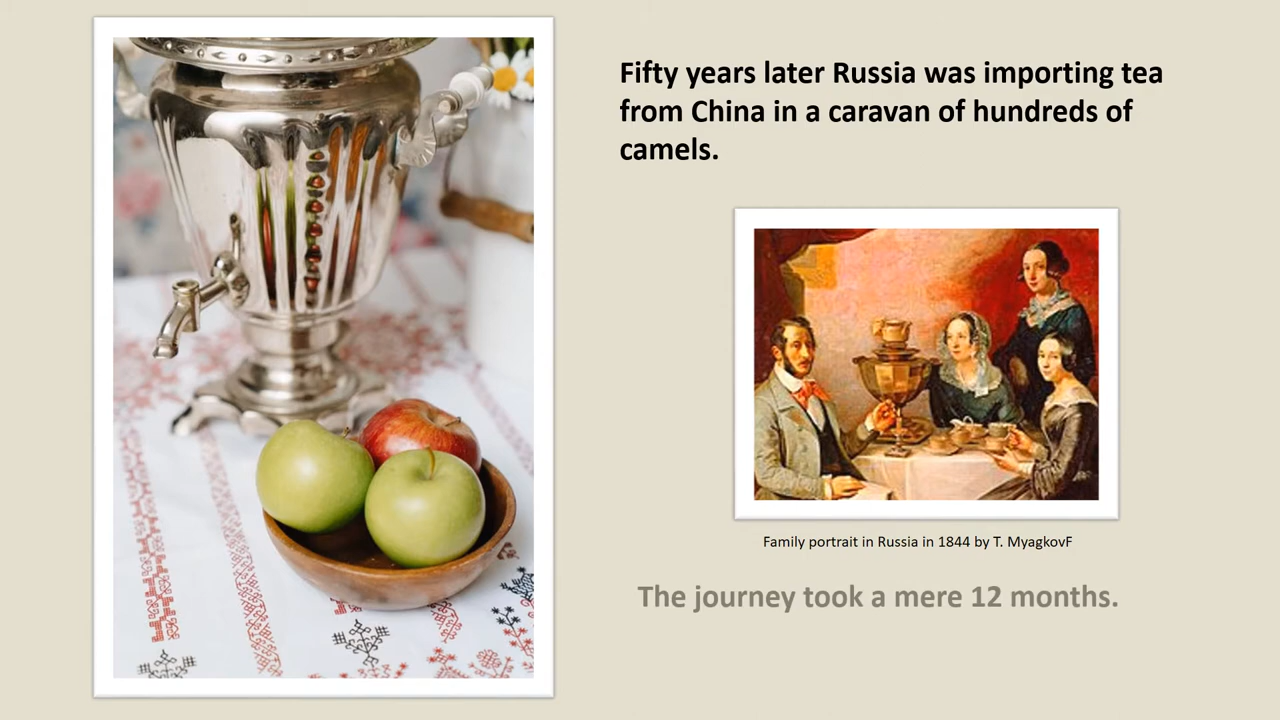 Fifty years later Russia was importing tea
from China in a caravan of hundreds of
camels.
Family portrait in Russia in 1844 by T. MyagkovF
The journey took a mere 12 months.